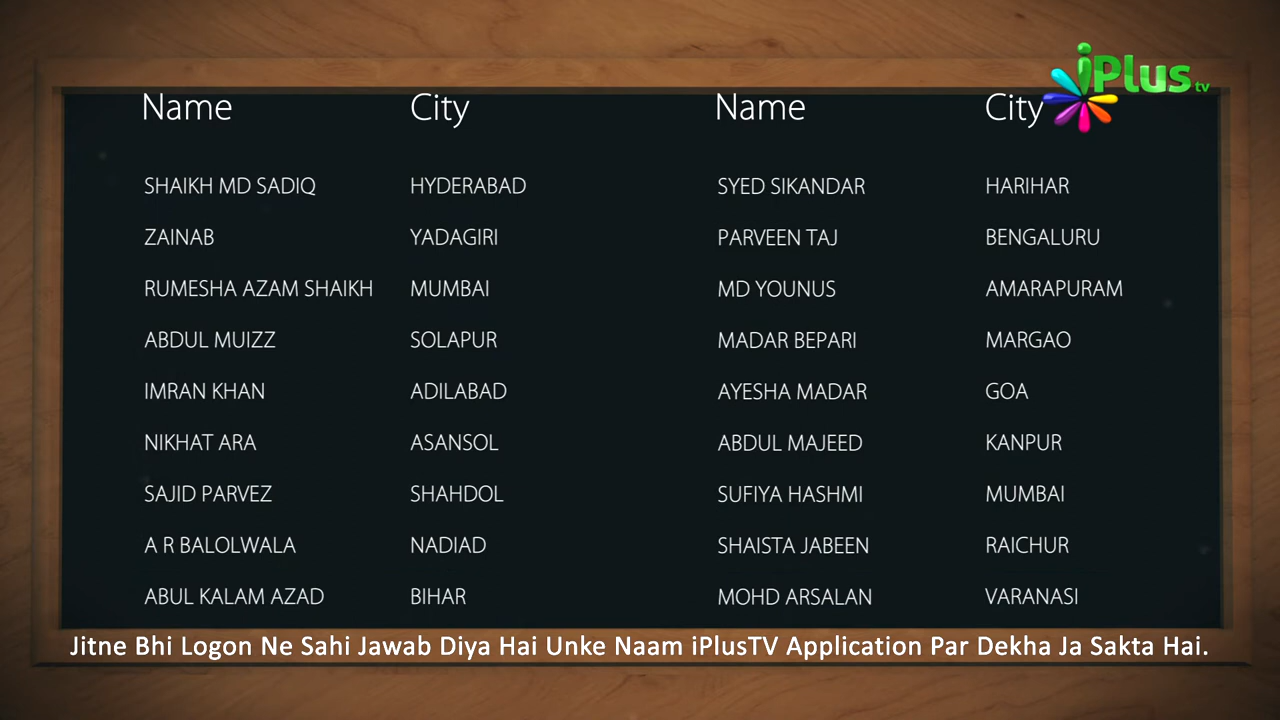 iPlus tv
Name City Name City
SHAIKH MD SADIQ HYDERABAD SYED SIKANDAR HARIHAR
ZAINAB YADAGIRI PARVEEN TAJ BENGALURU
RUMESHA AZAM SHAIKH MUMBAI MD YOUNUS AMARAPURAM
ABDUL MUIZZ SOLAPUR MADAR BEPARI MARGAO
IMRAN KHAN ADILABAD AYESHA MADAR GOA
NIKHAT ARA ASANSOL ABDUL MAJEED KANPUR
SAJID PARVEZ SHAHDOL SUFIYA HASHMI MUMBAI
A R BALOLWALA NADIAD SHAISTA JABEEN RAICHUR
ABUL KALAM AZAD BIHAR MOHD ARSALAN VARANASI
Jitne Bhi Logon Ne Sahi Jawab Diya Hai Unke Naam iPlusTV Application Par Dekha Ja Sakta Hai.